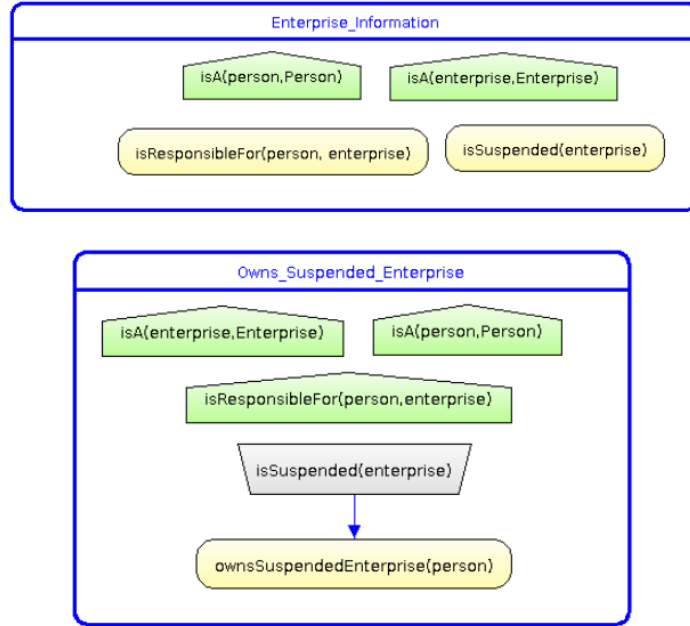 Enterprise_Information
isA(person,Person)
isA(enterprise,Enterprise)
isResponsibleFor(person, enterprise)
isSuspended(enterprise)
Owns_Suspended_Enterprise
isA(enterprise,Enterprise)
isA(person,Person)
isResponsibleFor(person,enterprise)
isSuspended(enterprise)
ownsSuspendedEnterprise(person)